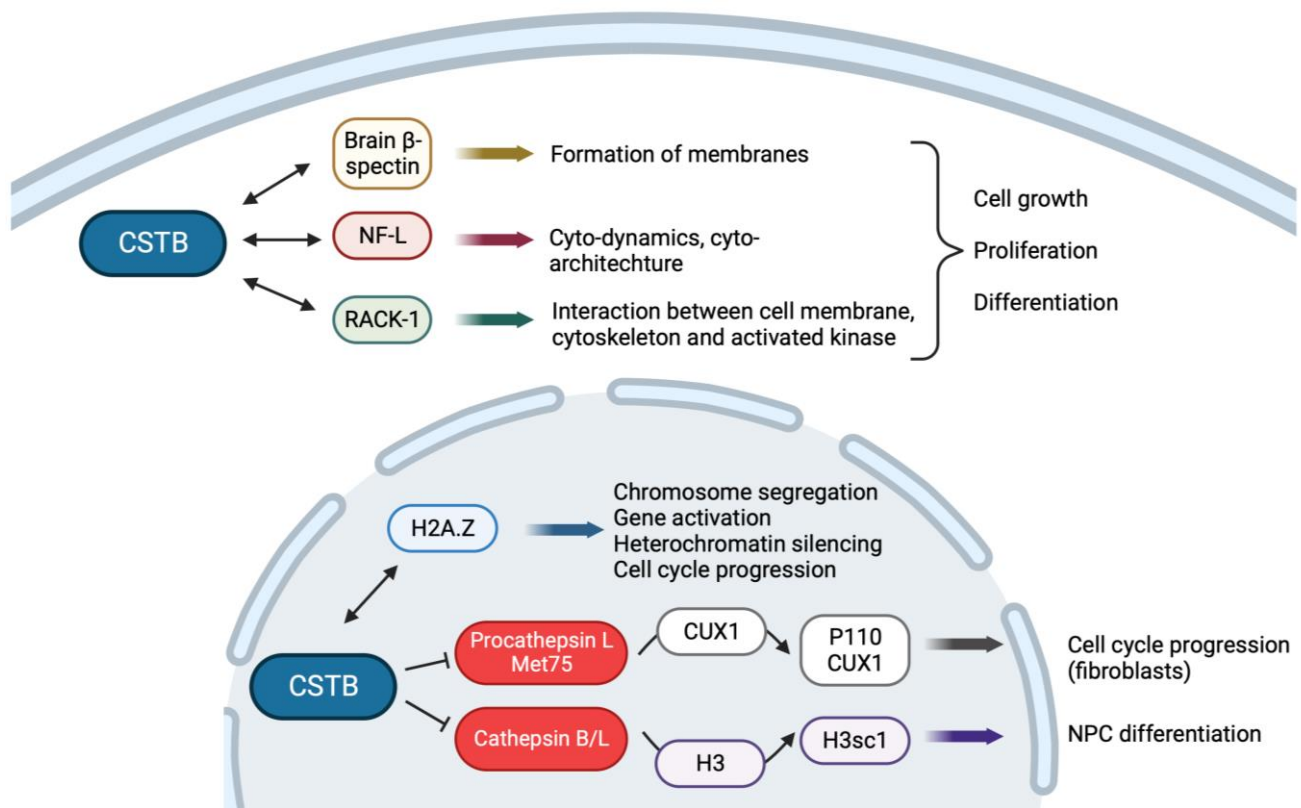 Brain β-
spectin
Formation of membranes
CSTB
NF-L
Cyto-dynamics, cyto-
architechture
RACK-1
Interaction between cell membrane,
cytoskeleton and activated kinase
Cell growth
Proliferation
Differentiation
H2A.Z
Chromosome segregation
Gene activation
Heterochromatin silencing
Cell cycle progression
CSTB
Procathepsin L
Met75
CUX1
P110
CUX1
Cell cycle progression
(fibroblasts)
Cathepsin B/L
H3
H3sc1
NPC differentiation